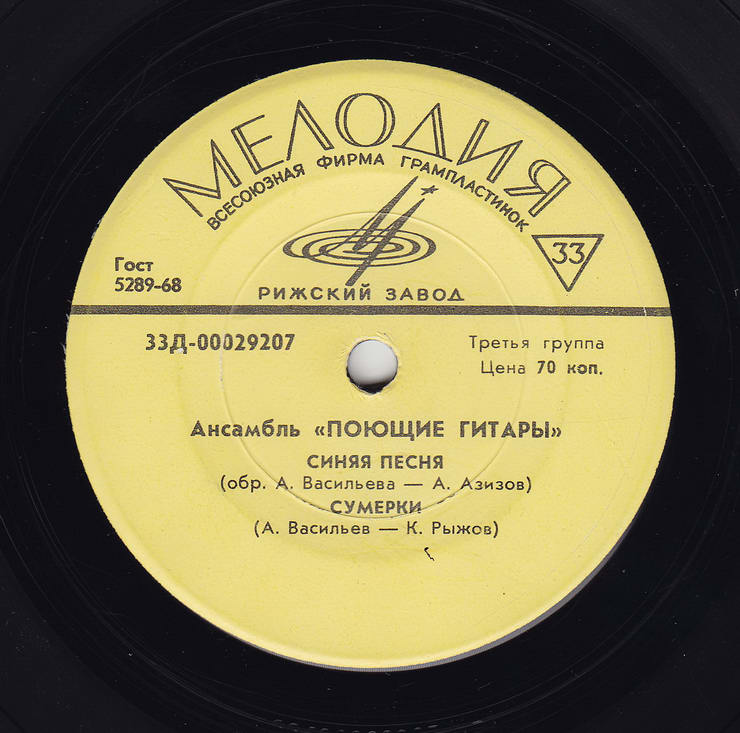 МЕЛОДИЯ
ВСЕСОЮЗНАЯ ФИРМА ГРАМПЛАСТИНОК
33
Гост
5289-68
РИЖСКИЙ ЗАВОД
33Д-00029207
Третья группа
Цена 70 коп.
Ансамбль «ПОЮЩИЕ ГИТАРЫ»
СИНЯЯ ПЕСНЯ
(обр. А. Васильева — А. Азизов)
СУМЕРКИ
(А. Васильев — К. Рыжов)